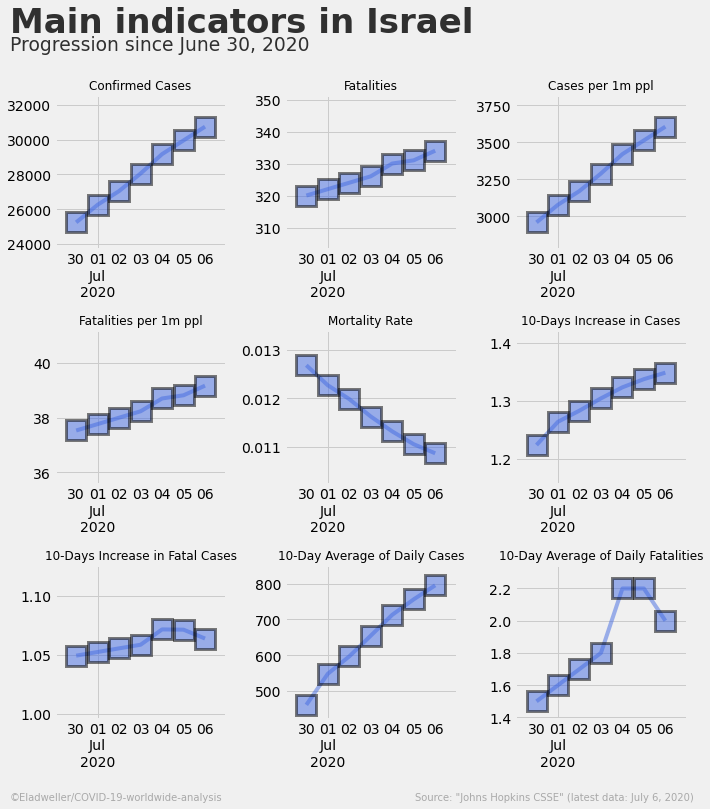 Main indicators in Israel
Progression since June 30, 2020
Confirmed Cases
32000
30000
28000
26000
24000
30 01 02 03 04 05 06
Jul
2020
Fatalities
350
340
330
320
310
30 01 02 03 04 05 06
Jul
2020
Cases per 1m ppl
3750
3500
3250
3000
30 01 02 03 04 05 06
Jul
2020
Fatalities per 1m ppl
40
38
36
30 01 02 03 04 05 06
Jul
2020
Mortality Rate
0.013
0.012
0.011
30 01 02 03 04 05 06
Jul
2020
10-Days Increase in Cases
1.4
1.3
1.2
30 01 02 03 04 05 06
Jul
2020
10-Days Increase in Fatal Cases
1.10
1.05
1.00
30 01 02 03 04 05 06
Jul
2020
10-Day Average of Daily Cases
800
700
600
500
30 01 02 03 04 05 06
Jul
2020
10-Day Average of Daily Fatalities
2.2
2.0
1.8
1.6
1.4
30 01 02 03 04 05 06
Jul
2020
©Eladweller/COVID-19-worldwide-analysis
Source: "Johns Hopkins CSSE" (latest data: July 6, 2020)